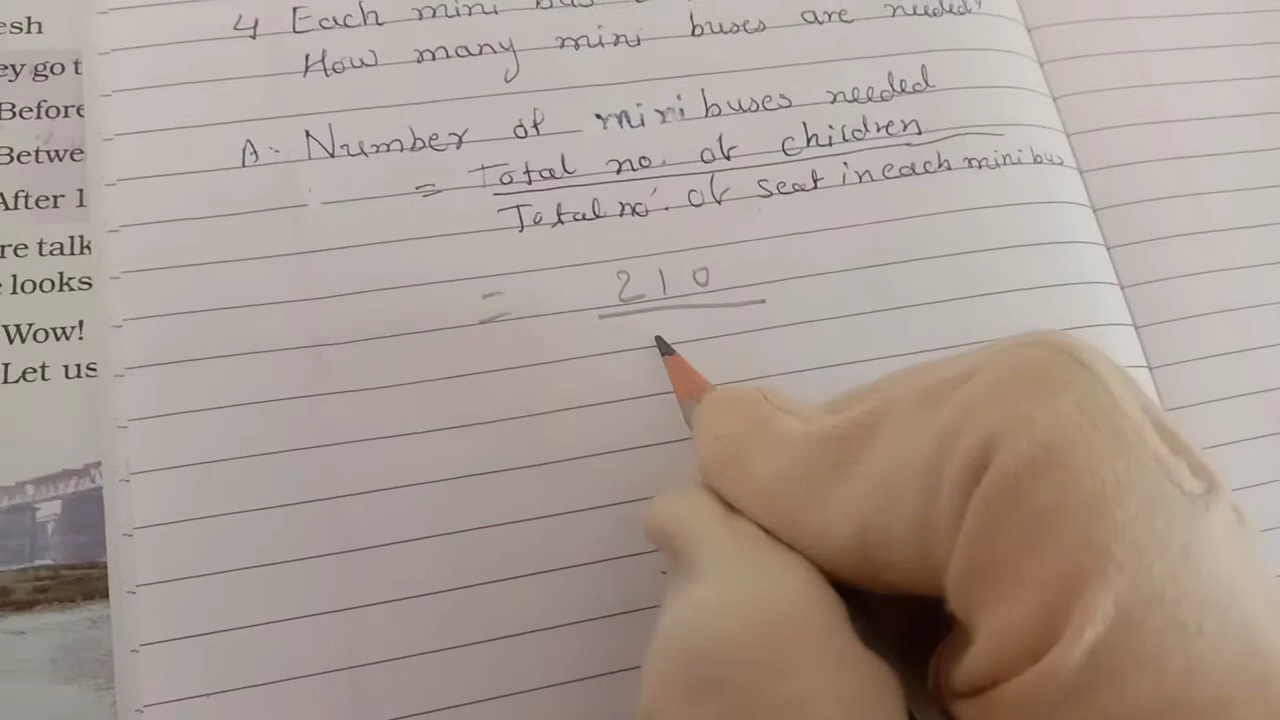 esh
ey go t
Before
Betwe
After 1
re talk
looks
Wow!
Let us
4 Each mini bus
How many mini buses are needed?
A. Number of mini buses needed
= Total no. of children
Total no. of seat in each mini bus
= 210